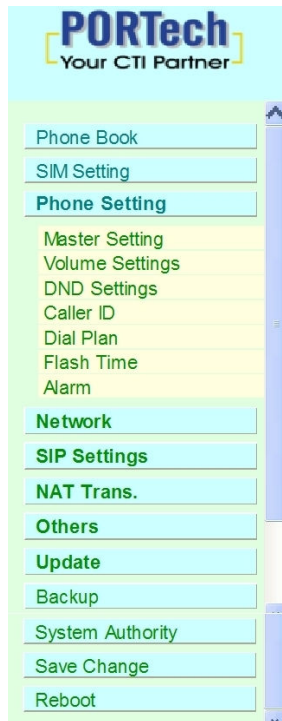 PORTech
Your CTI Partner
Phone Book
SIM Setting
Phone Setting
Master Setting
Volume Settings
DND Settings
Caller ID
Dial Plan
Flash Time
Alarm
Network
SIP Settings
NAT Trans.
Others
Update
Backup
System Authority
Save Change
Reboot